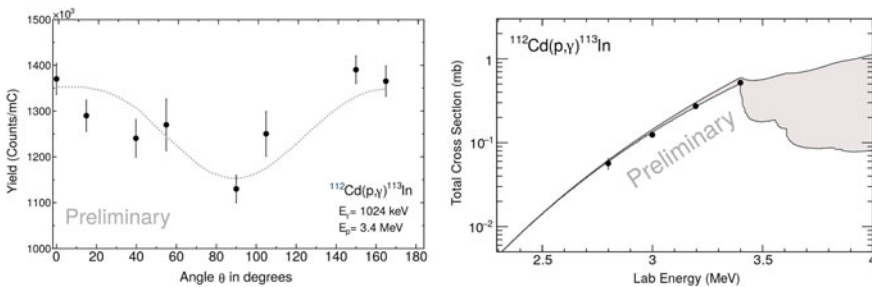 1500 ×10³
1400
1300
1200
1100
1000
Yield (Counts/mC)
0 20 40 60 80 100 120 140 160 180
Angle θ in degrees
Preliminary
¹¹²Cd(p,γ)¹¹³In
Eγ= 1024 keV
Eₚ= 3.4 MeV
¹¹²Cd(p,γ)¹¹³In
1
10⁻¹
10⁻²
Total Cross Section (mb)
Preliminary
2.5 3 3.5 4
Lab Energy (MeV)